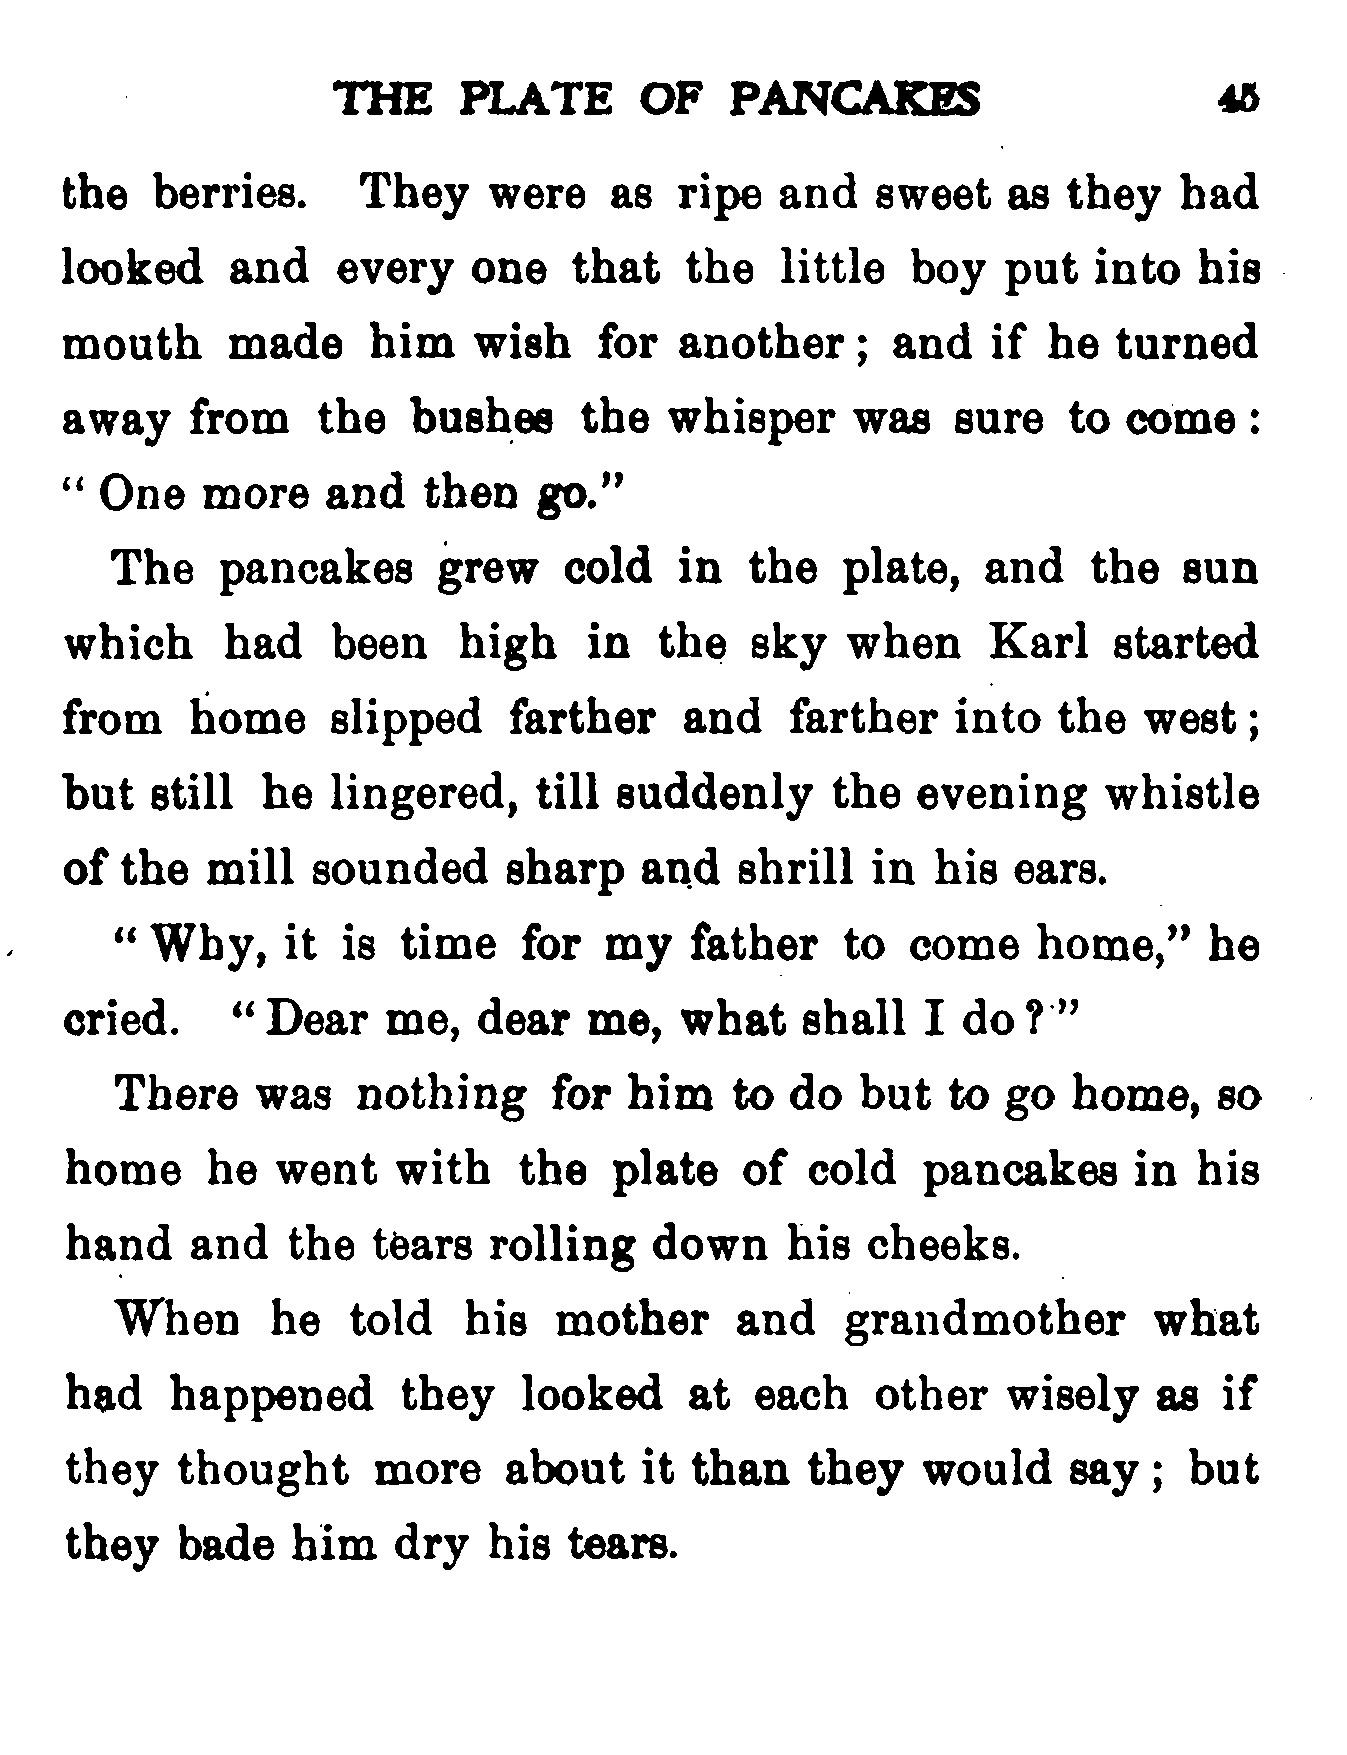 THE PLATE OF PANCAKES 45
the berries. They were as ripe and sweet as they had
looked and every one that the little boy put into his
mouth made him wish for another; and if he turned
away from the bushes the whisper was sure to come:
"One more and then go."
The pancakes grew cold in the plate, and the sun
which had been high in the sky when Karl started
from home slipped farther and farther into the west;
but still he lingered, till suddenly the evening whistle
of the mill sounded sharp and shrill in his ears.
"Why, it is time for my father to come home," he
cried. "Dear me, dear me, what shall I do?"
There was nothing for him to do but to go home, so
home he went with the plate of cold pancakes in his
hand and the tears rolling down his cheeks.
When he told his mother and grandmother what
had happened they looked at each other wisely as if
they thought more about it than they would say; but
they bade him dry his tears.